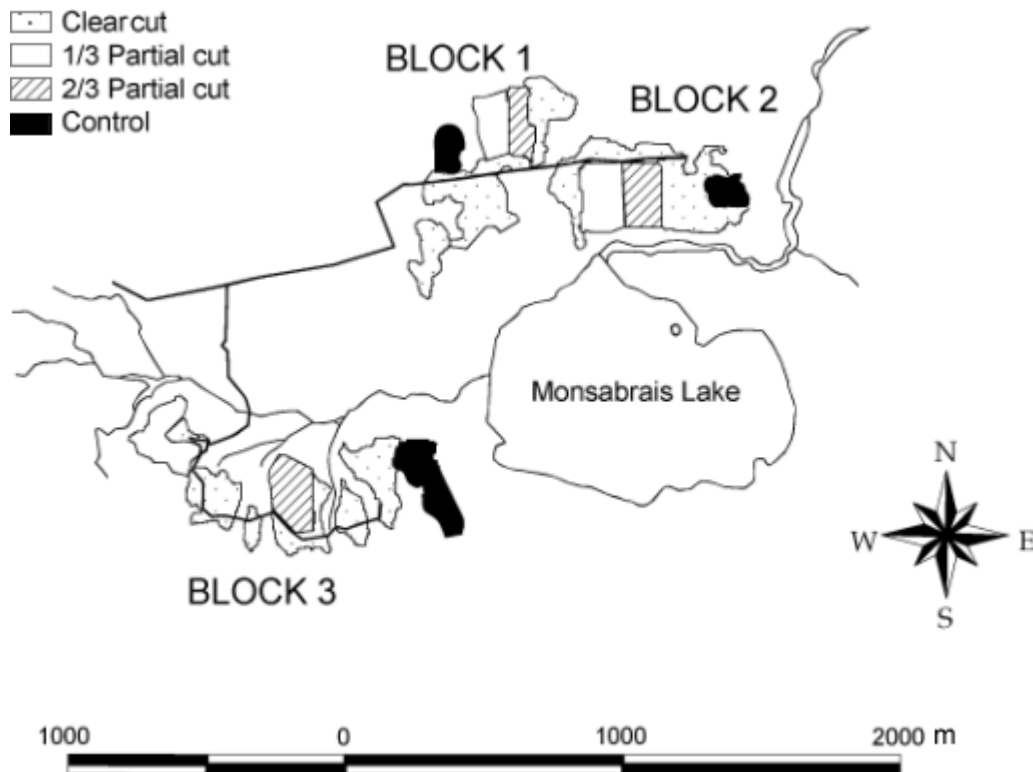 Clearcut
1/3 Partial cut
2/3 Partial cut
Control
BLOCK 1
BLOCK 2
Monsabrais Lake
BLOCK 3
N
W
E
S
1000
0
1000
2000 m